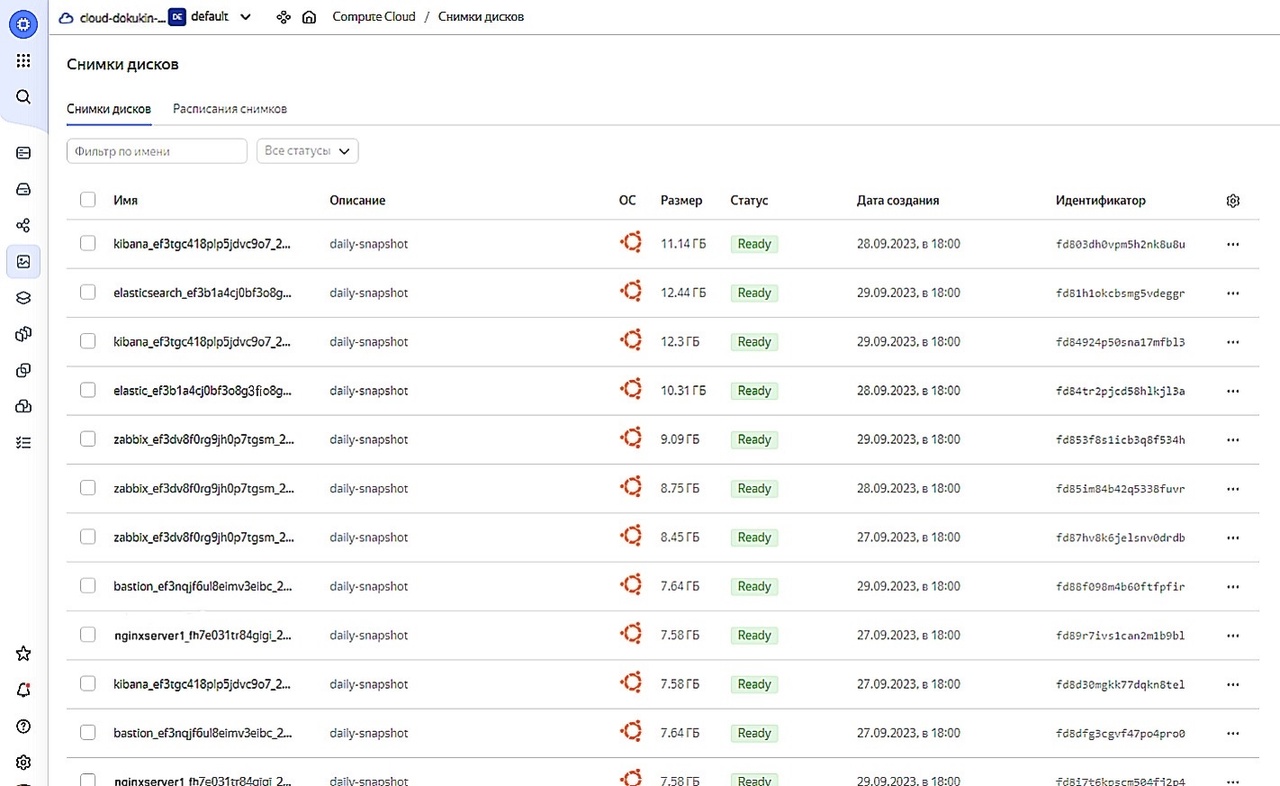 cloud-dokukin-... DE default Compute Cloud / Снимки дисков
Снимки дисков
Снимки дисков Расписания снимков
Фильтр по имени Все статусы
Имя Описание ОС Размер Статус Дата создания Идентификатор
kibana_ef3tgc418plp5jdvc9o7_2... daily-snapshot 11.14 ГБ Ready 28.09.2023, в 18:00 fd803dh0vpm5h2nk8u8u
elasticsearch_ef3b1a4cj0bf3o8g... daily-snapshot 12.44 ГБ Ready 29.09.2023, в 18:00 fd81h1okcbsmg5vdeggr
kibana_ef3tgc418plp5jdvc9o7_2... daily-snapshot 12.3 ГБ Ready 29.09.2023, в 18:00 fd84924p50sna17mfbl3
elastic_ef3b1a4cj0bf3o8g3fio8g... daily-snapshot 10.31 ГБ Ready 28.09.2023, в 18:00 fd84tr2pjcd58hlkjl3a
zabbix_ef3dv8f0rg9jh0p7tgsm_2... daily-snapshot 9.09 ГБ Ready 29.09.2023, в 18:00 fd853f8s1icb3q8f534h
zabbix_ef3dv8f0rg9jh0p7tgsm_2... daily-snapshot 8.75 ГБ Ready 28.09.2023, в 18:00 fd85im84b42q5338fuvr
zabbix_ef3dv8f0rg9jh0p7tgsm_2... daily-snapshot 8.45 ГБ Ready 27.09.2023, в 18:00 fd87hv8k6jelsnv0drdb
bastion_ef3nqjf6ul8eimv3eibc_2... daily-snapshot 7.64 ГБ Ready 29.09.2023, в 18:00 fd88f098m4b60ftfpfir
nginxserver1_fh7e031tr84gigi_2... daily-snapshot 7.58 ГБ Ready 27.09.2023, в 18:00 fd89r7ivs1can2m1b9bl
kibana_ef3tgc418plp5jdvc9o7_2... daily-snapshot 7.58 ГБ Ready 27.09.2023, в 18:00 fd8d30mgkk77dqkn8tel
bastion_ef3nqjf6ul8eimv3eibc_2... daily-snapshot 7.64 ГБ Ready 27.09.2023, в 18:00 fd8dfg3cgvf47po4pro0
nginxserver1_fh7e031tr84gigi_2... daily-snapshot 7.58 ГБ Ready 29.09.2023, в 18:00 fd8i7t6kpscm504fj2p4